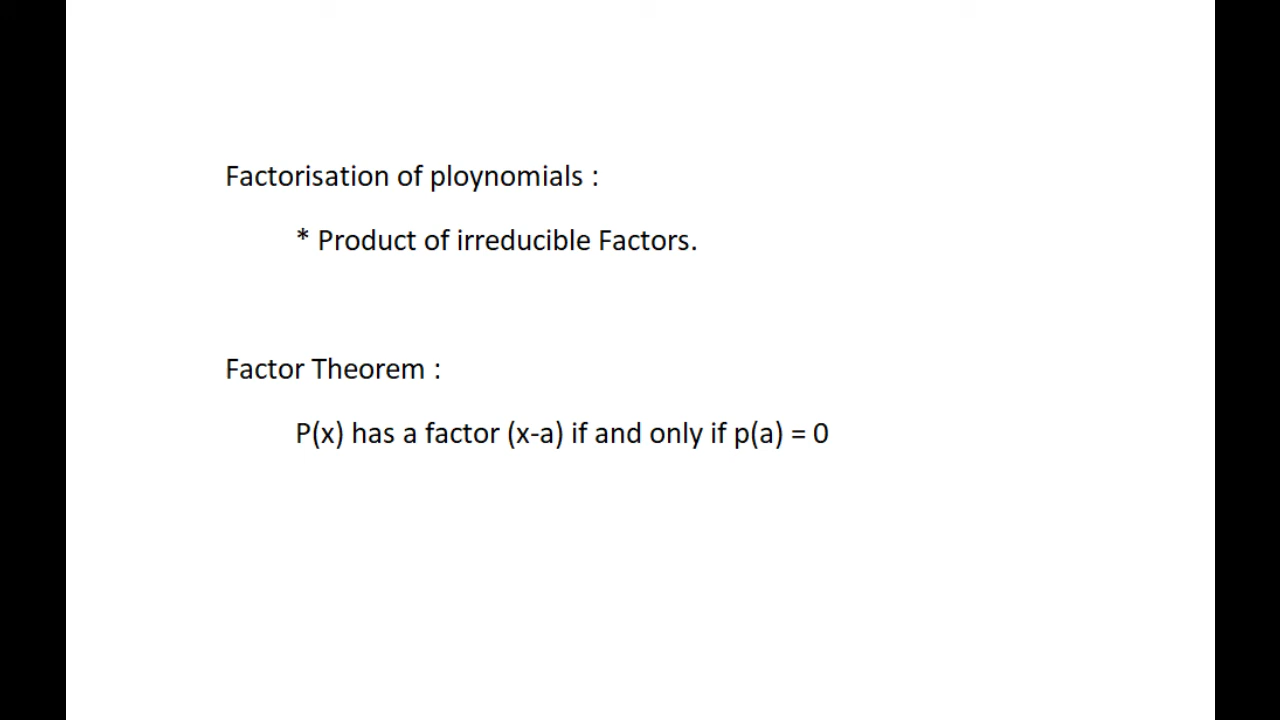 Factorisation of ploynomials :
* Product of irreducible Factors.
Factor Theorem :
P(x) has a factor (x-a) if and only if p(a) = 0